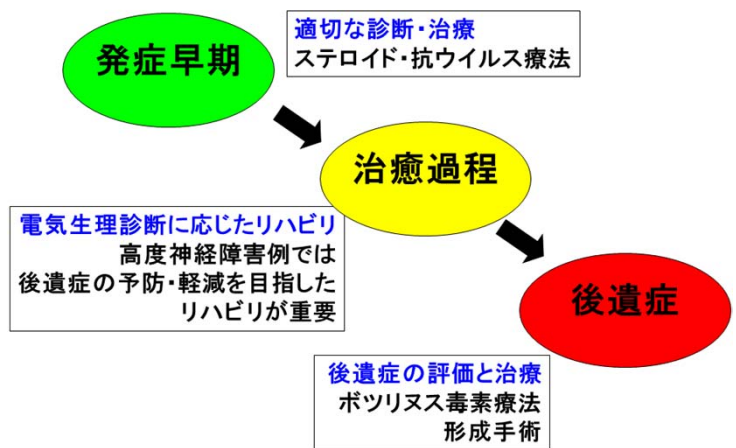 発症早期
適切な診断・治療
ステロイド・抗ウイルス療法
治癒過程
電気生理診断に応じたリハビリ
高度神経障害例では
後遺症の予防・軽減を目指した
リハビリが重要
後遺症
後遺症の評価と治療
ボツリヌス毒素療法
形成手術